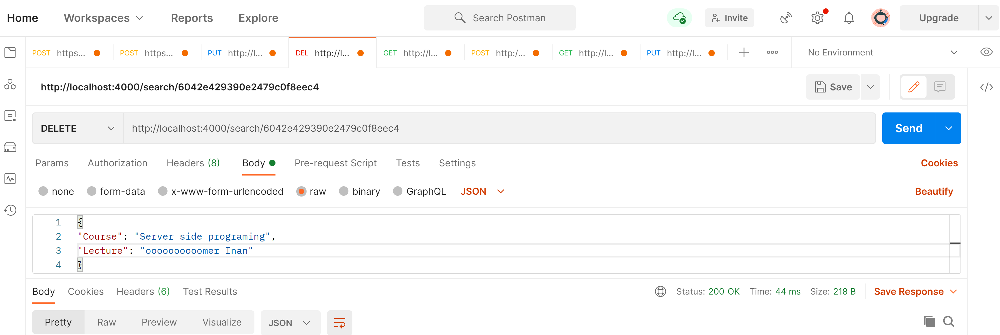 Home Workspaces Reports Explore Search Postman Invite Upgrade
POST https... POST https... PUT http://l... DEL http://l... GET http://l... POST http:/... GET http://l... PUT http://l... No Environment
http://localhost:4000/search/6042e429390e2479c0f8eec4 Save
DELETE http://localhost:4000/search/6042e429390e2479c0f8eec4 Send
Params Authorization Headers (8) Body Pre-request Script Tests Settings Cookies
none form-data x-www-form-urlencoded raw binary GraphQL JSON Beautify
1 {
2 "Course": "Server side programing",
3 "Lecture": "oooooooooomer Inan"
4 }
Body Cookies Headers (6) Test Results Status: 200 OK Time: 44 ms Size: 218 B Save Response
Pretty Raw Preview Visualize JSON